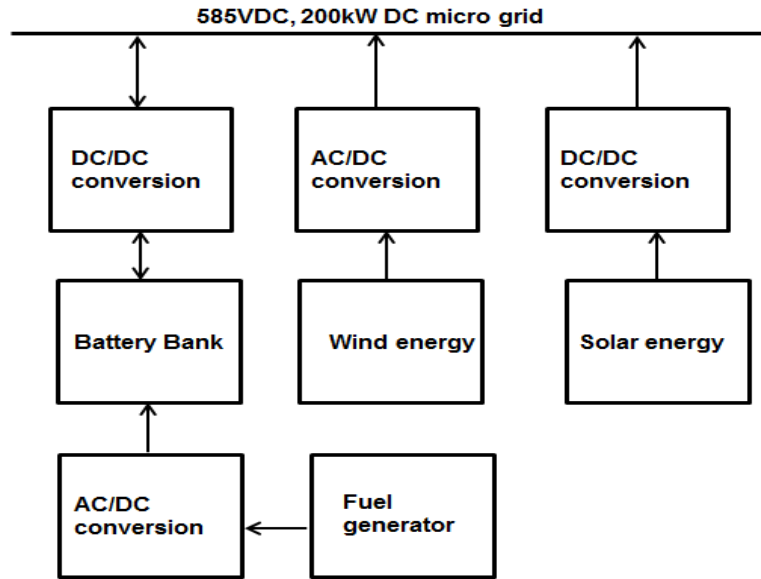 585VDC, 200kW DC micro grid
DC/DC
conversion
AC/DC
conversion
DC/DC
conversion
Battery Bank
Wind energy
Solar energy
AC/DC
conversion
Fuel
generator